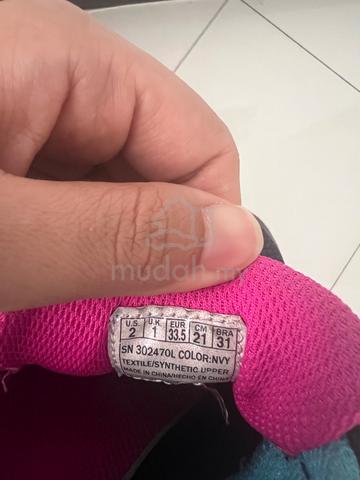 mudah.my
U.S. U.K. EUR CM BRA
2 1 33.5 21 31
SN 302470L COLOR:NVY
TEXTILE/SYNTHETIC UPPER
MADE IN CHINA/HECHO EN CHINA